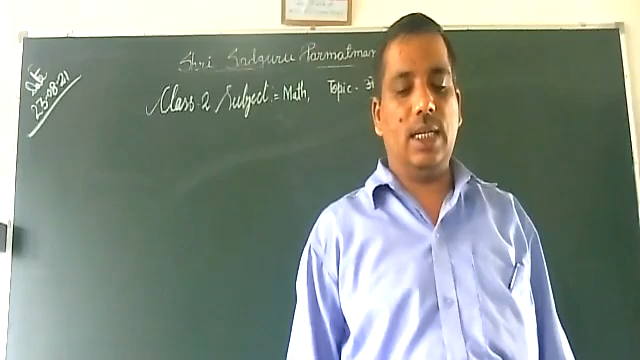 Date
23-08-21
Shri Sadguru Parmatman
Class-2 Subject:- Math, Topic-